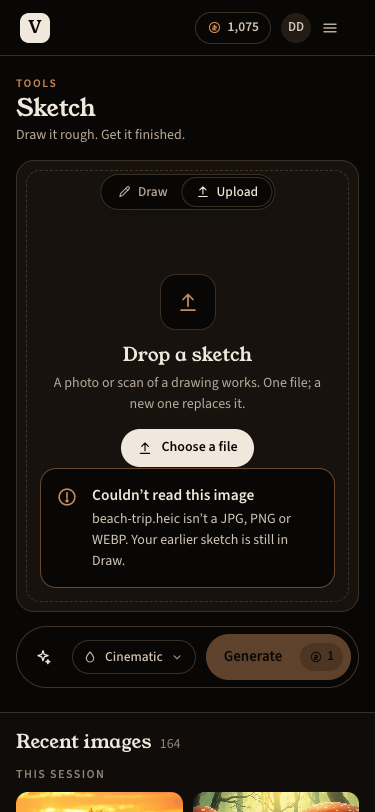 V
1,075
DD
TOOLS
Sketch
Draw it rough. Get it finished.
Draw
Upload
Drop a sketch
A photo or scan of a drawing works. One file; a
new one replaces it.
Choose a file
Couldn’t read this image
beach-trip.heic isn’t a JPG, PNG or
WEBP. Your earlier sketch is still in
Draw.
Cinematic
Generate
1
Recent images 164
THIS SESSION